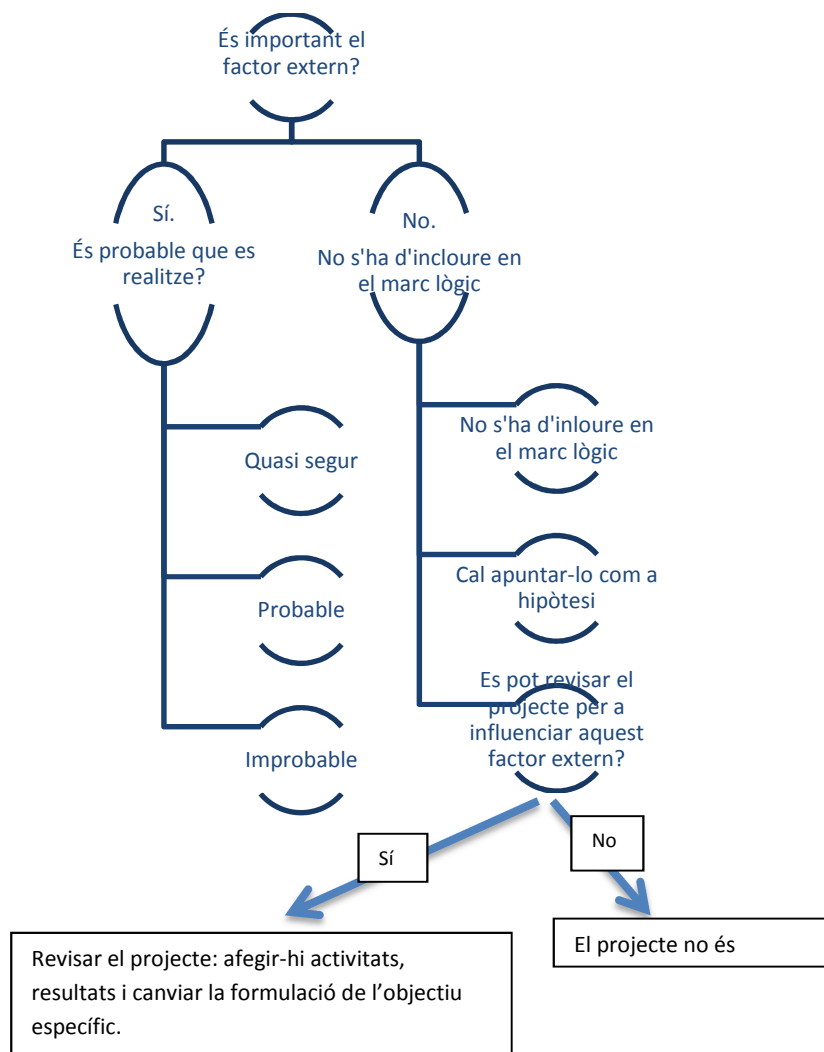 És important el
factor extern?
Sí.
És probable que es
realitze?
No.
No s'ha d'incloure en
el marc lògic
Quasi segur
No s'ha d'inloure en
el marc lògic
Probable
Cal apuntar-lo com a
hipòtesi
Improbable
Es pot revisar el
projecte per a
influenciar aquest
factor extern?
Sí
No
Revisar el projecte: afegir-hi activitats,
resultats i canviar la formulació de l’objectiu
específic.
El projecte no és